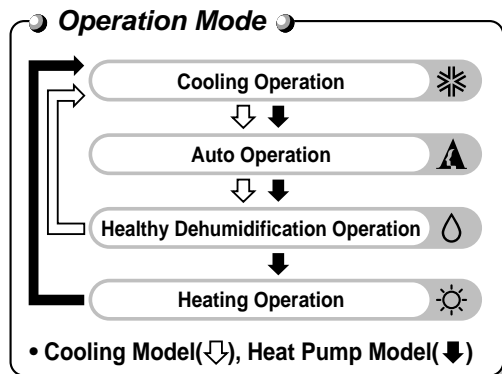 Operation Mode
Cooling Operation
Auto Operation
Healthy Dehumidification Operation
Heating Operation
• Cooling Model(⇩), Heat Pump Model(⬇)